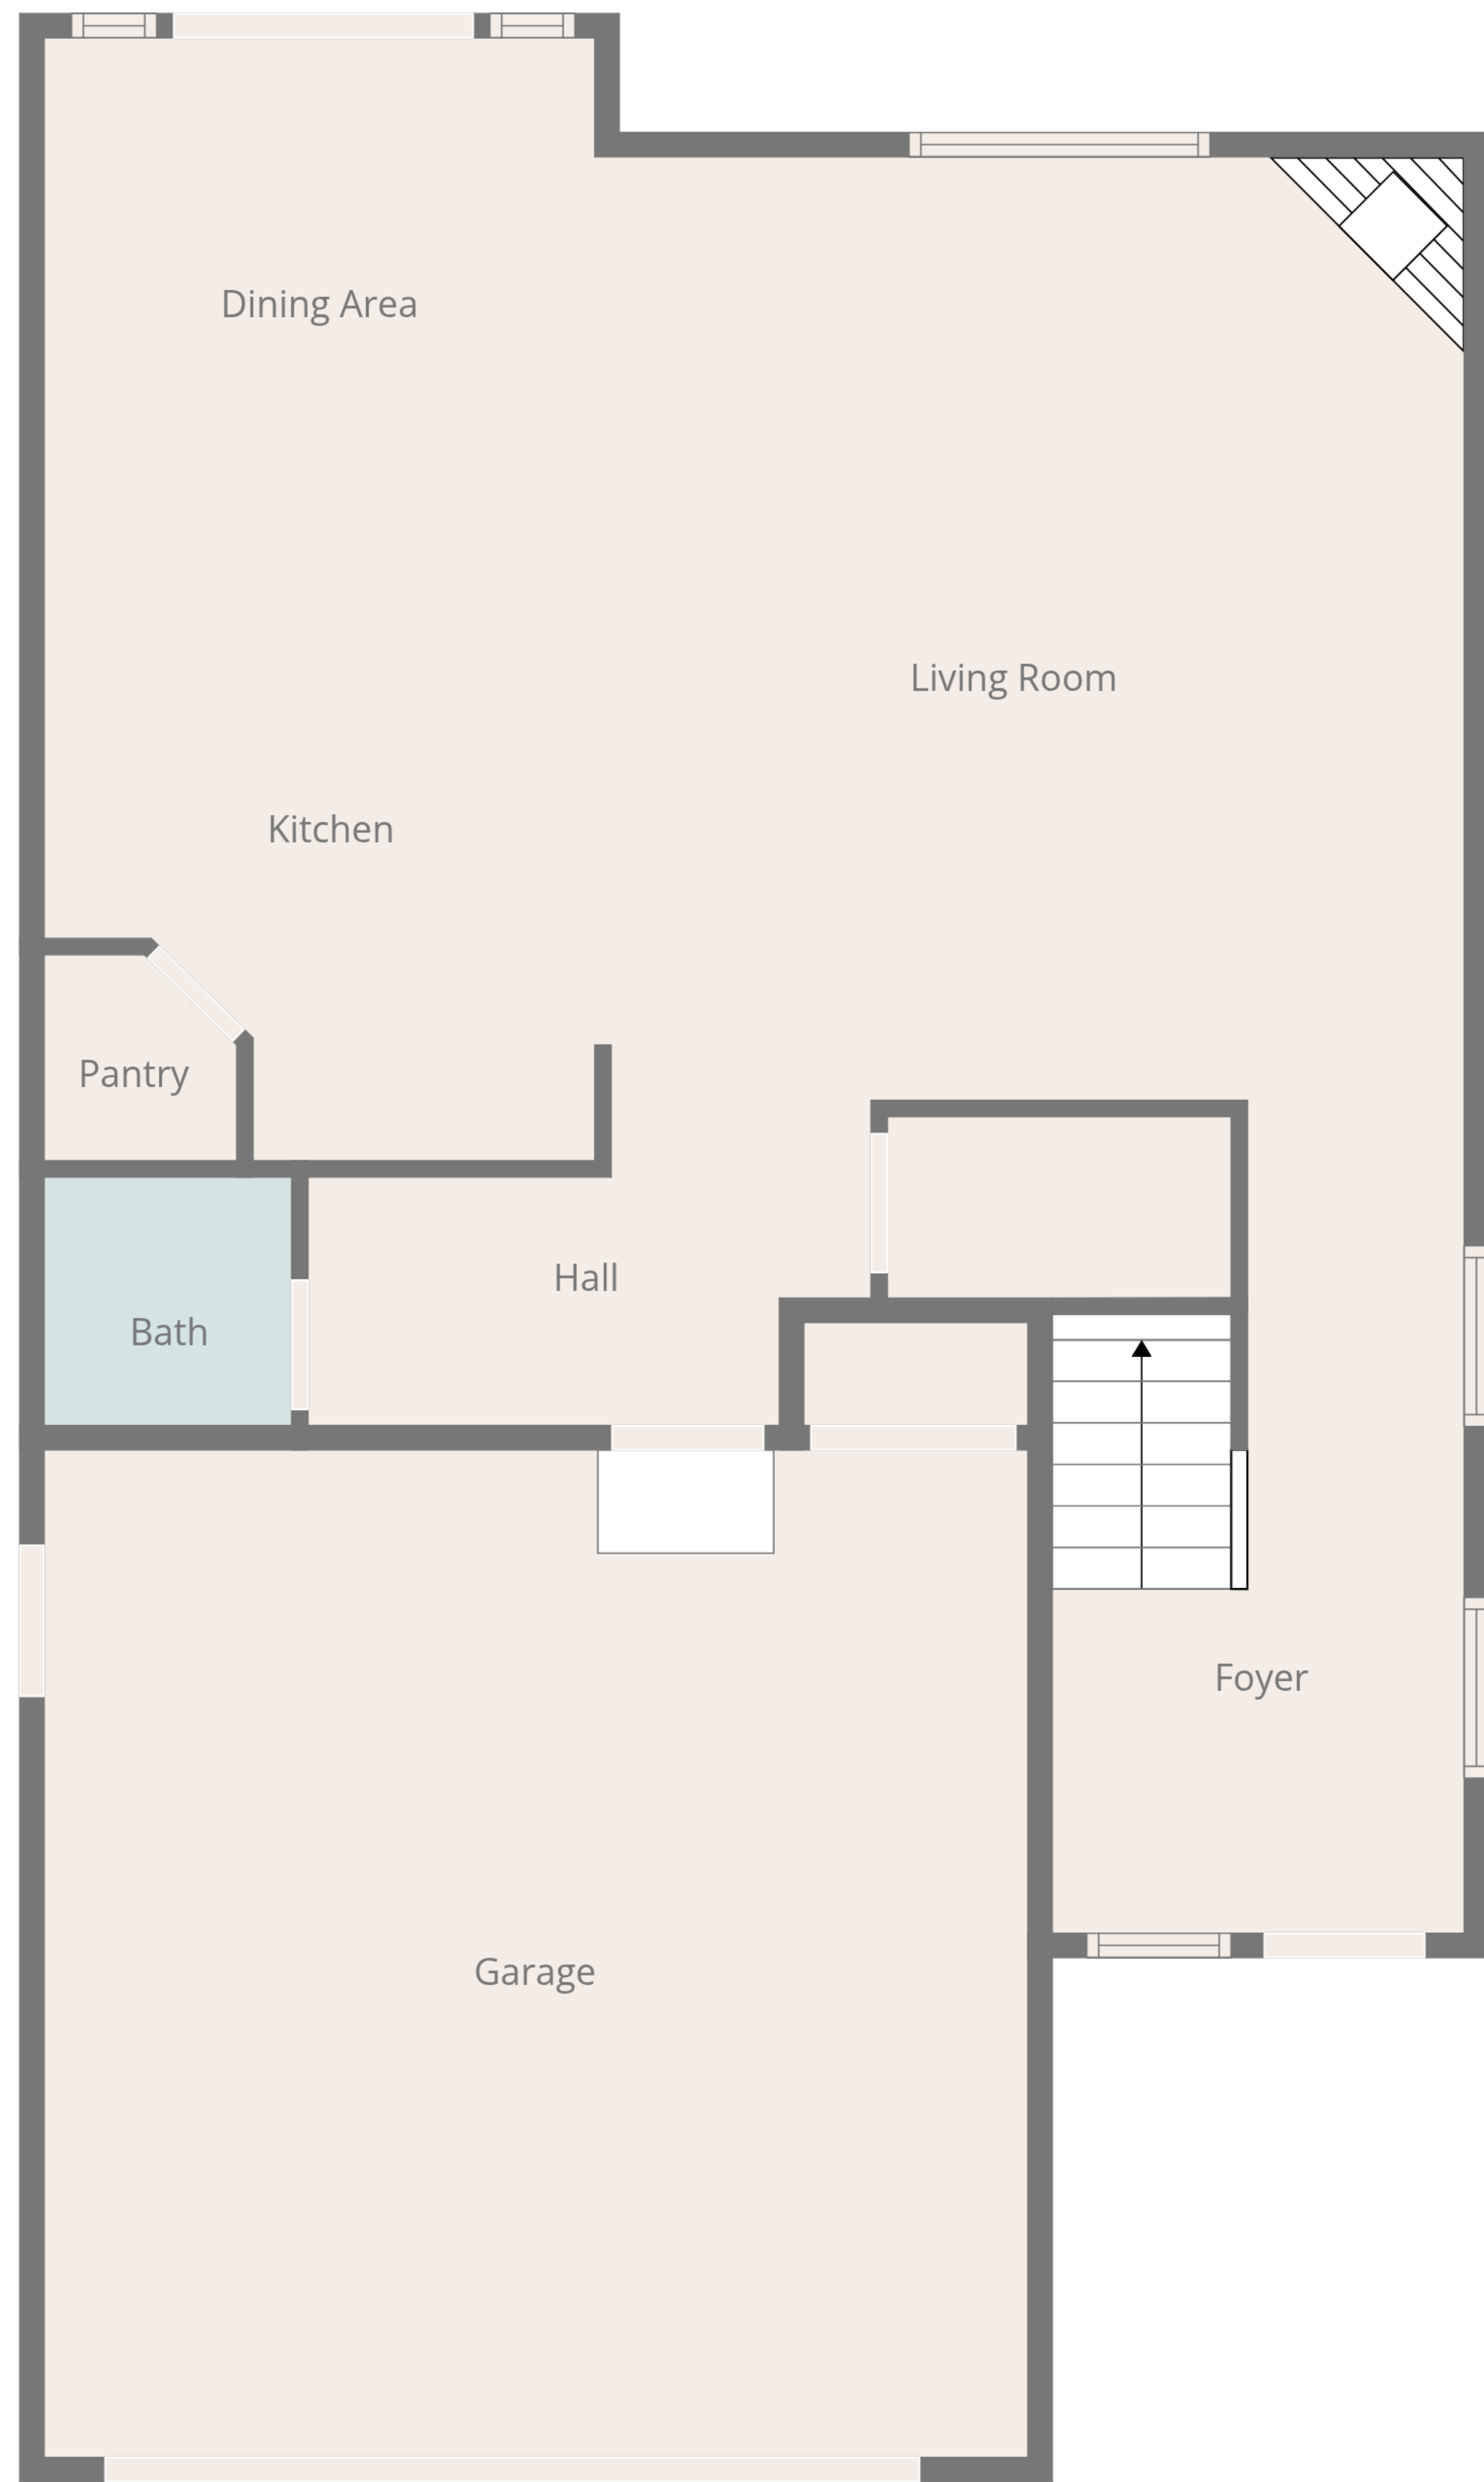 Dining Area
Living Room
Kitchen
Pantry
Hall
Bath
Foyer
Garage